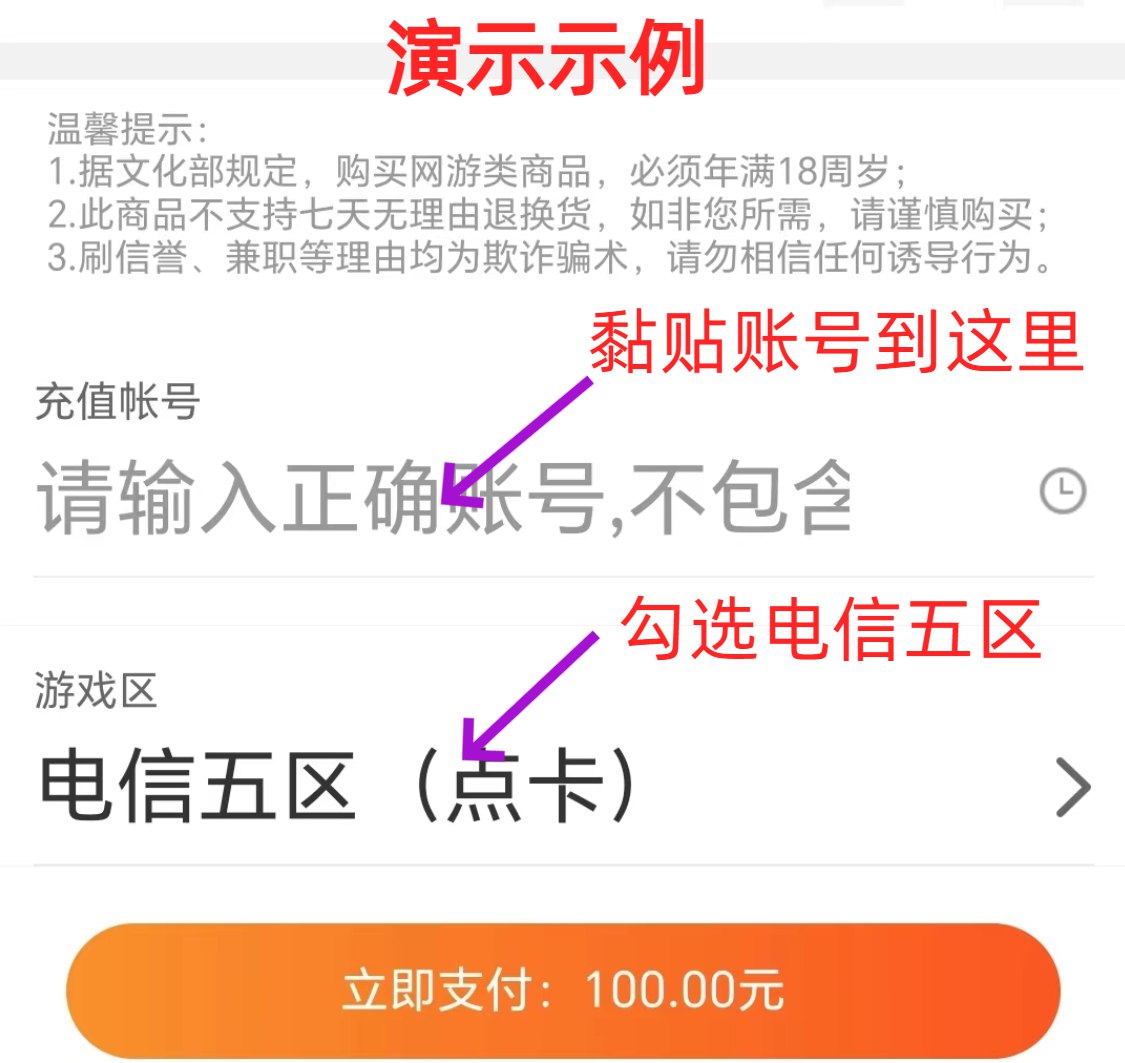 演示示例
温馨提示：
1.据文化部规定，购买网游类商品，必须年满18周岁；
2.此商品不支持七天无理由退换货，如非您所需，请谨慎购买；
3.刷信誉、兼职等理由均为欺诈骗术，请勿相信任何诱导行为。
黏贴账号到这里
充值帐号
请输入正确账号,不包含
勾选电信五区
游戏区
电信五区（点卡）
立即支付：100.00元